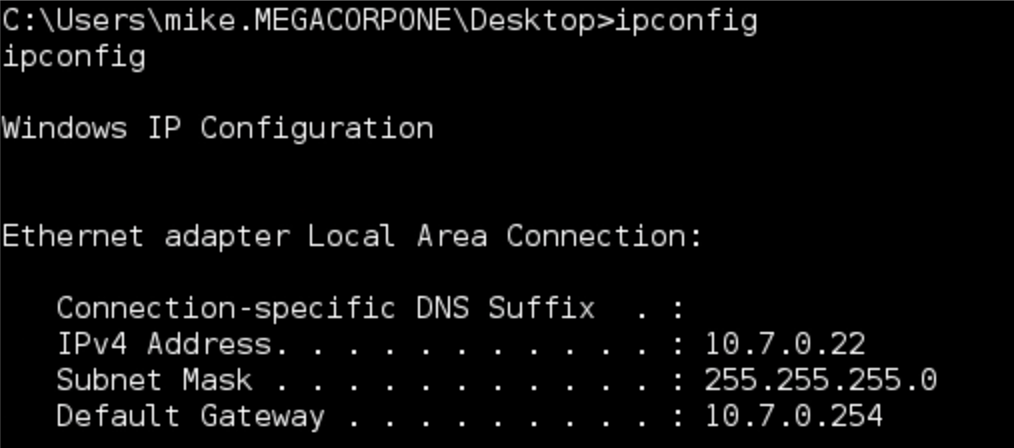 C:\Users\mike.MEGACORPONE\Desktop>ipconfig
ipconfig
Windows IP Configuration
Ethernet adapter Local Area Connection:
Connection-specific DNS Suffix  . :
IPv4 Address. . . . . . . . . . . : 10.7.0.22
Subnet Mask . . . . . . . . . . . : 255.255.255.0
Default Gateway . . . . . . . . . : 10.7.0.254